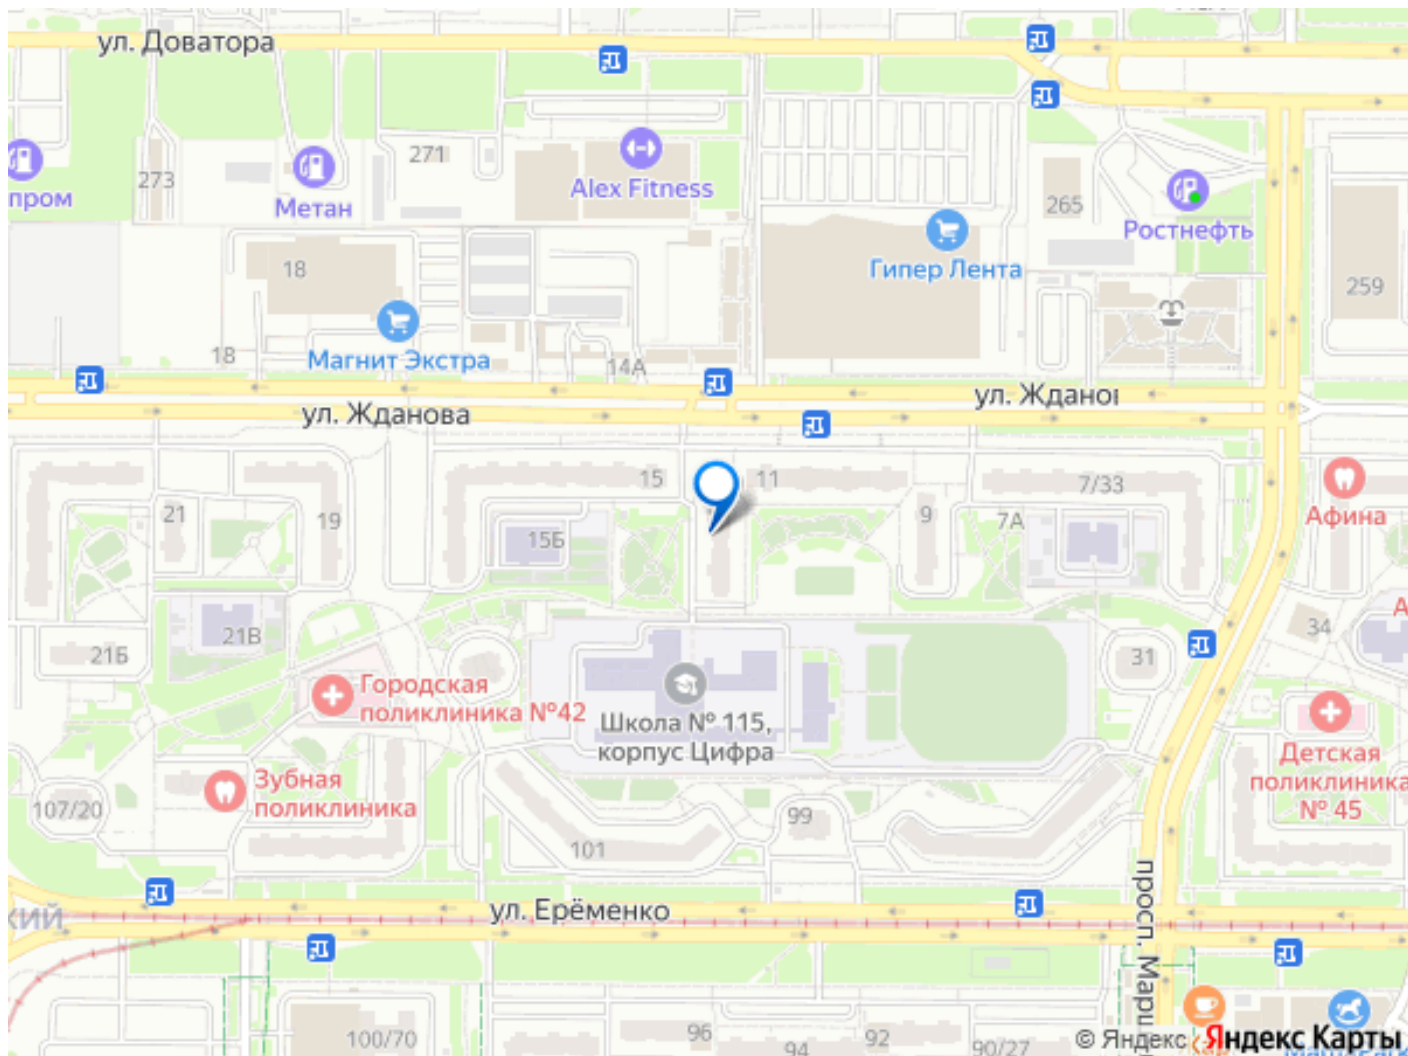 ул. Доватора
271
273
пром
Метан
Alex Fitness
265
Ростнефть
18
Гипер Лента
259
Магнит Экстра
18
14А
ул. Жданова
ул. Ждано
15
11
7/33
21
19
15Б
9
7А
Афина
21В
21Б
34
31
Городская
поликлиника №42
Школа № 115,
корпус Цифра
Детская
поликлиника
№ 45
Зубная
поликлиника
107/20
99
101
просп. Марш
кий
ул. Ерёменко
100/70
96
94
92
90/27
© Яндекс
Яндекс Карты